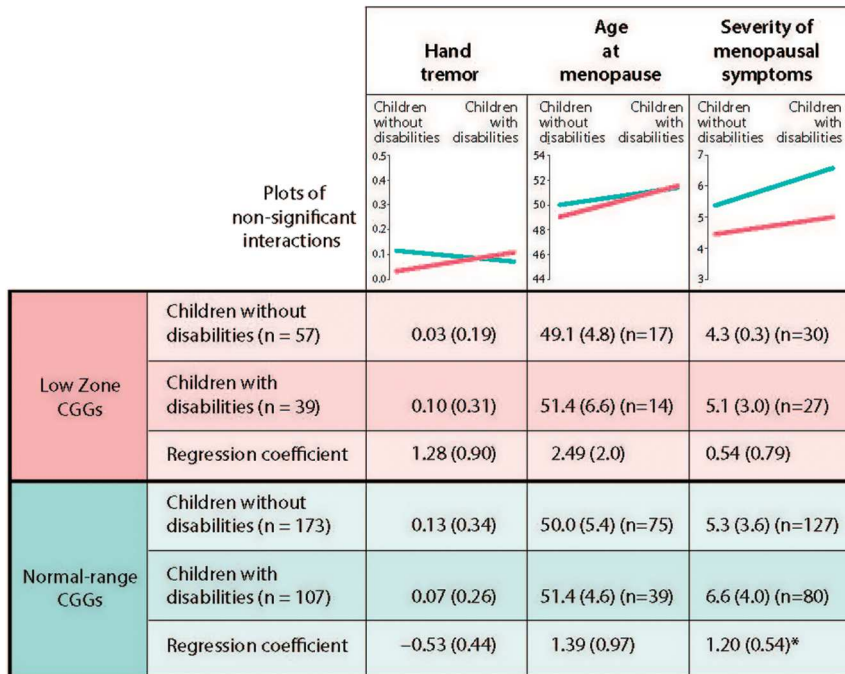 Hand
tremor
Age
at
menopause
Severity of
menopausal
symptoms
Children
without
disabilities
Children
with
disabilities
Children
without
disabilities
Children
with
disabilities
Children
without
disabilities
Children
with
disabilities
Plots of
non-significant
interactions
0.5
0.4
0.3
0.2
0.1
0.0
54
52
50
48
46
44
7
6
5
4
3
Low Zone
CGGs
Children without
disabilities (n = 57)
0.03 (0.19)
49.1 (4.8) (n=17)
4.3 (0.3) (n=30)
Children with
disabilities (n = 39)
0.10 (0.31)
51.4 (6.6) (n=14)
5.1 (3.0) (n=27)
Regression coefficient
1.28 (0.90)
2.49 (2.0)
0.54 (0.79)
Normal-range
CGGs
Children without
disabilities (n = 173)
0.13 (0.34)
50.0 (5.4) (n=75)
5.3 (3.6) (n=127)
Children with
disabilities (n = 107)
0.07 (0.26)
51.4 (4.6) (n=39)
6.6 (4.0) (n=80)
Regression coefficient
−0.53 (0.44)
1.39 (0.97)
1.20 (0.54)*